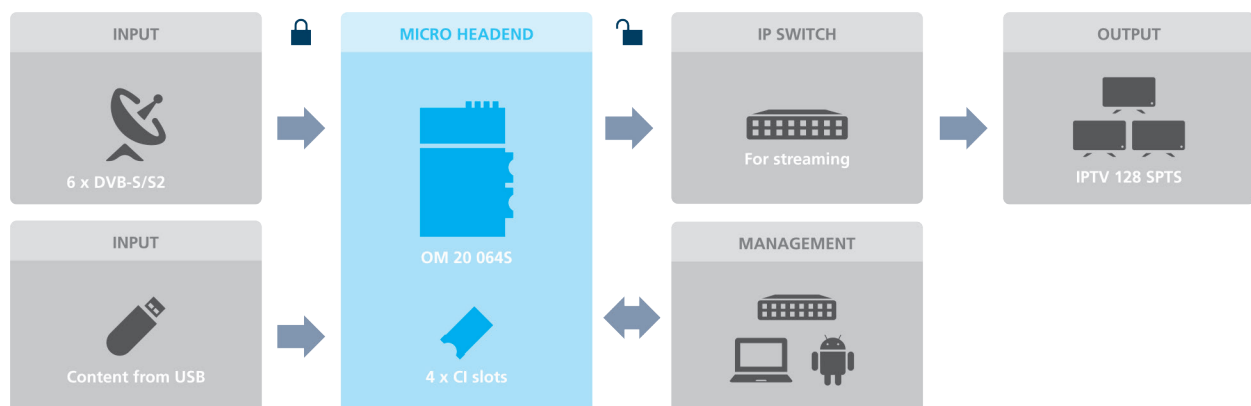 INPUT
6 x DVB-S/S2
INPUT
Content from USB
MICRO HEADEND
OM 20 064S
4 x CI slots
IP SWITCH
For streaming
MANAGEMENT
OUTPUT
IPTV 128 SPTS